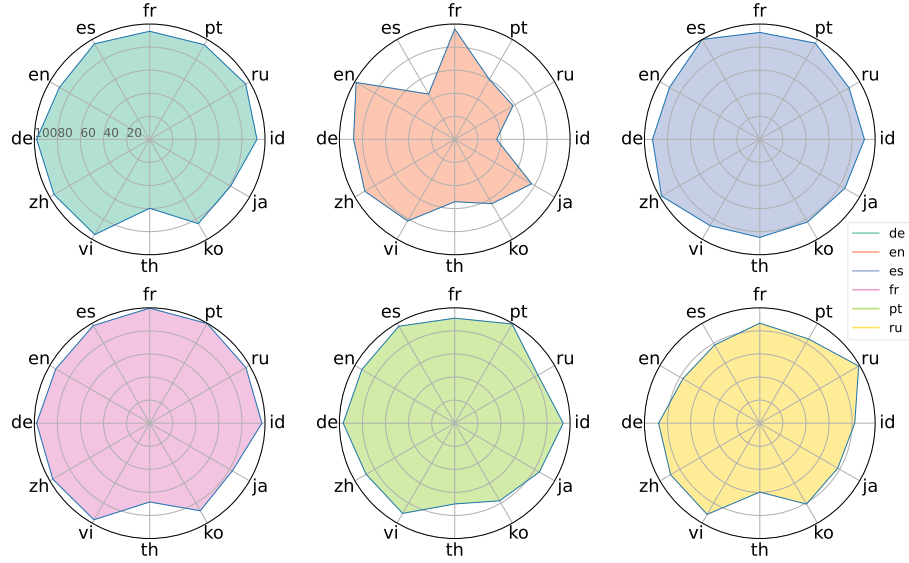 fr
es pt
en ru
de 100 80 60 40 20 id
zh ja
vi ko
th
fr
es pt
en ru
de id
zh ja
vi ko
th
fr
es pt
en ru
de id
zh ja
vi ko
th
de
en
es
fr
pt
ru
fr
es pt
en ru
de id
zh ja
vi ko
th
fr
es pt
en ru
de id
zh ja
vi ko
th
fr
es pt
en ru
de id
zh ja
vi ko
th